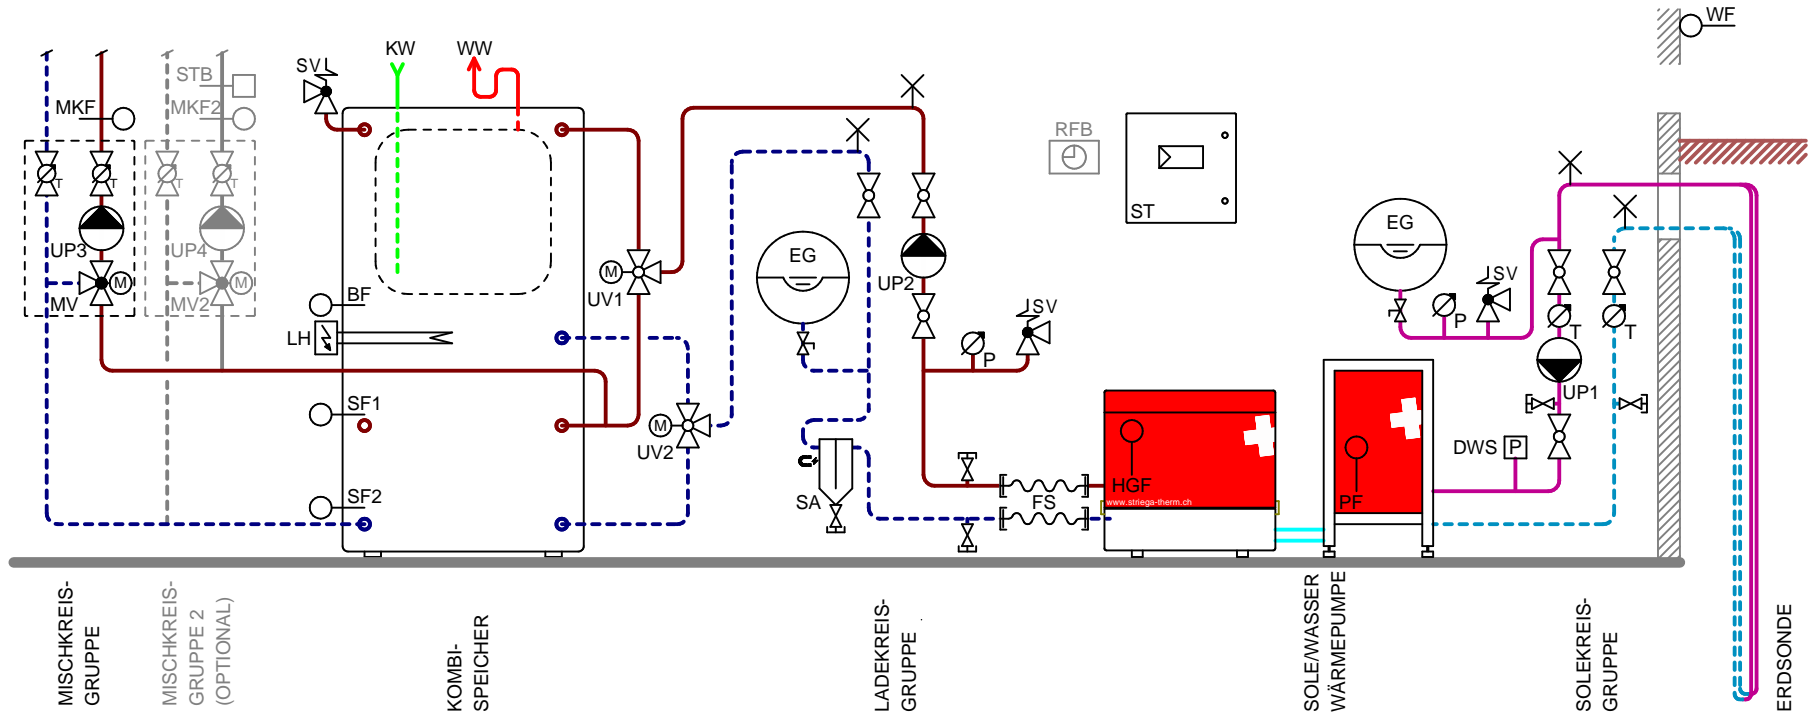 WF
KW
WW
SV
STB
MKF
MKF2
RFB
ST
T
T
T
T
UP3
UP4
M
M
MV
MV2
BF
LH
M
UV1
EG
UP2
SV
P
EG
SV
P
T
T
UP1
SF1
M
UV2
DWS
P
SF2
SA
FS
HGF
www.striega-therm.ch
PF
MISCHKREIS-
GRUPPE
MISCHKREIS-
GRUPPE 2
(OPTIONAL)
KOMBI-
SPEICHER
LADEKREIS-
GRUPPE
SOLE/WASSER
WÄRMEPUMPE
SOLEKREIS-
GRUPPE
ERDSONDE